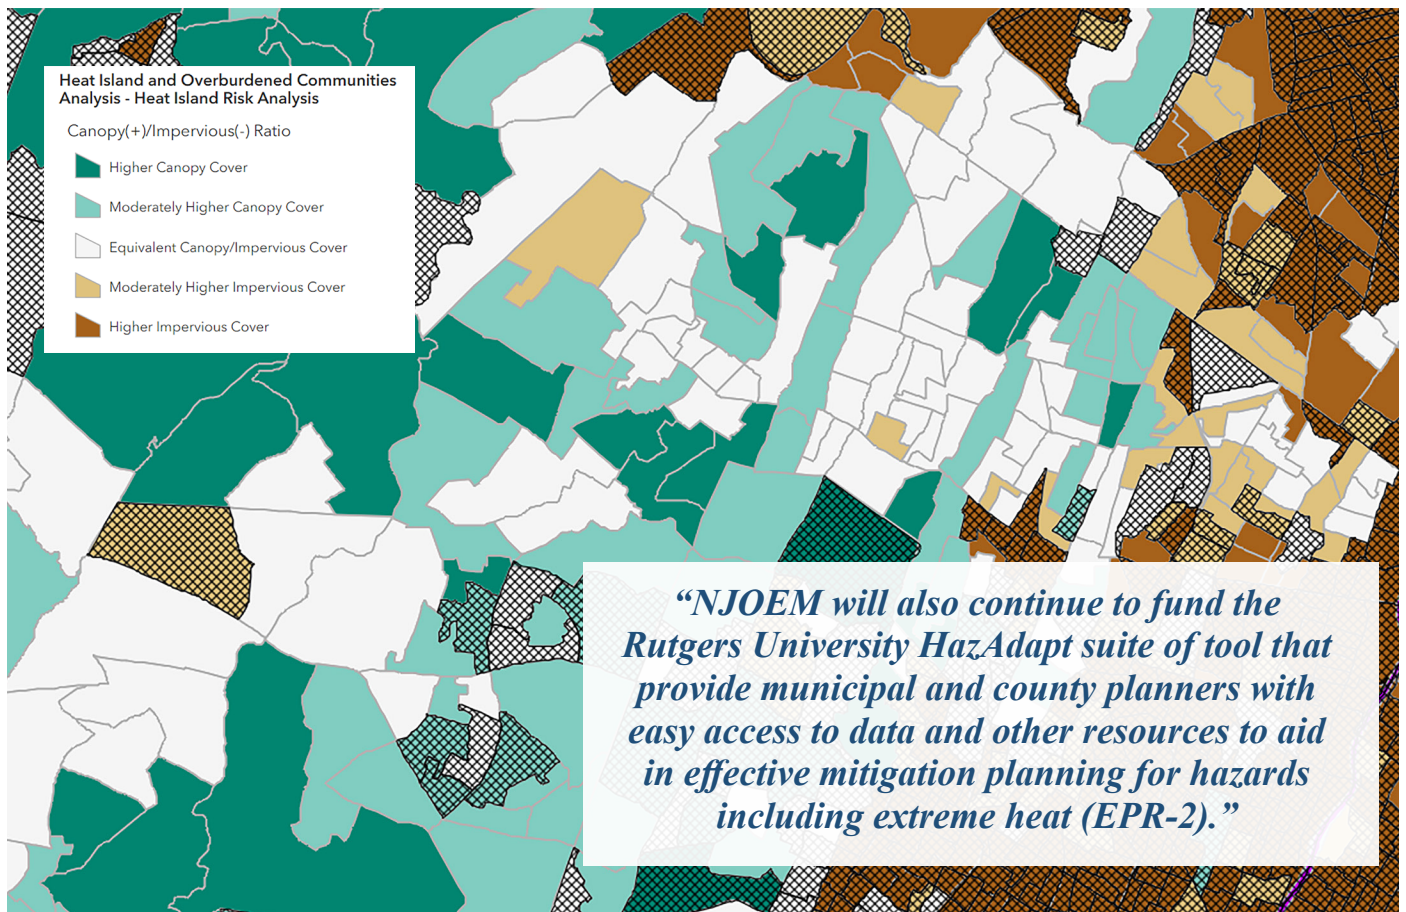 Heat Island and Overburdened Communities
Analysis - Heat Island Risk Analysis
Canopy(+)/Impervious(-) Ratio
Higher Canopy Cover
Moderately Higher Canopy Cover
Equivalent Canopy/Impervious Cover
Moderately Higher Impervious Cover
Higher Impervious Cover
“NJOEM will also continue to fund the
Rutgers University HazAdapt suite of tool that
provide municipal and county planners with
easy access to data and other resources to aid
in effective mitigation planning for hazards
including extreme heat (EPR-2).”